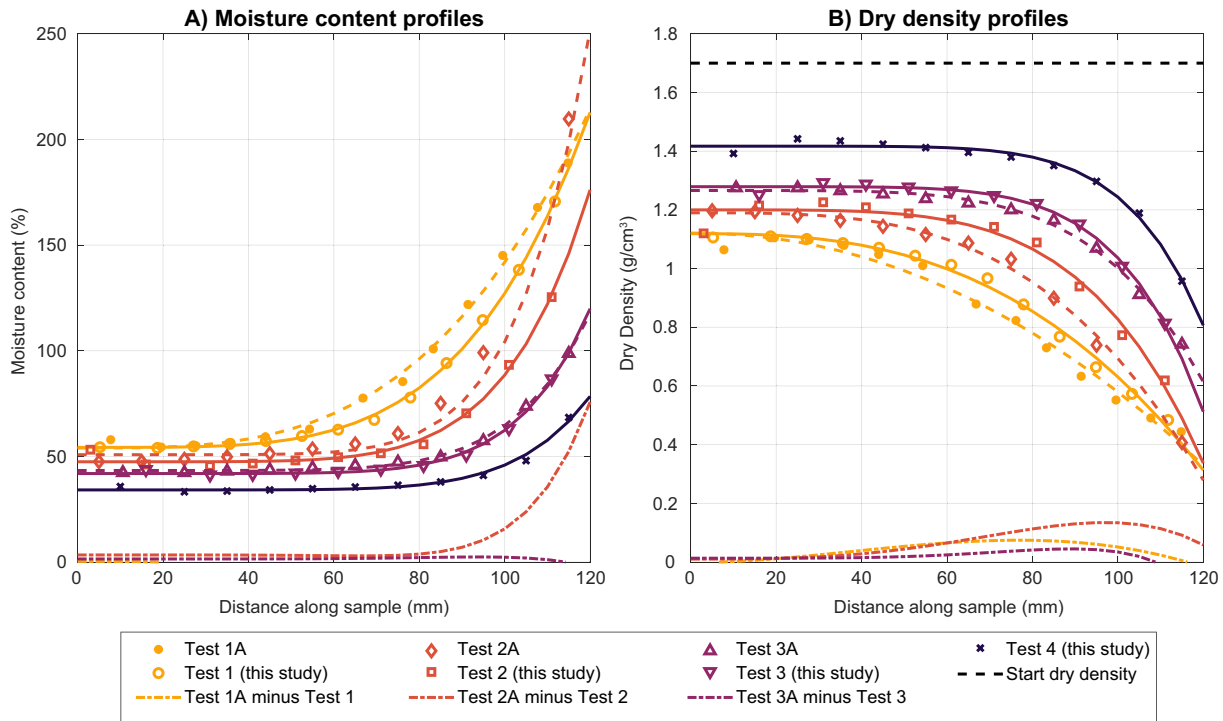 A) Moisture content profiles
250
200
150
100
50
0
Moisture content (%)
0 20 40 60 80 100 120
Distance along sample (mm)
B) Dry density profiles
1.8
1.6
1.4
1.2
1
0.8
0.6
0.4
0.2
0
Dry Density (g/cm³)
0 20 40 60 80 100 120
Distance along sample (mm)
Test 1A Test 2A Test 3A Test 4 (this study)
Test 1 (this study) Test 2 (this study) Test 3 (this study) Start dry density
Test 1A minus Test 1 Test 2A minus Test 2 Test 3A minus Test 3